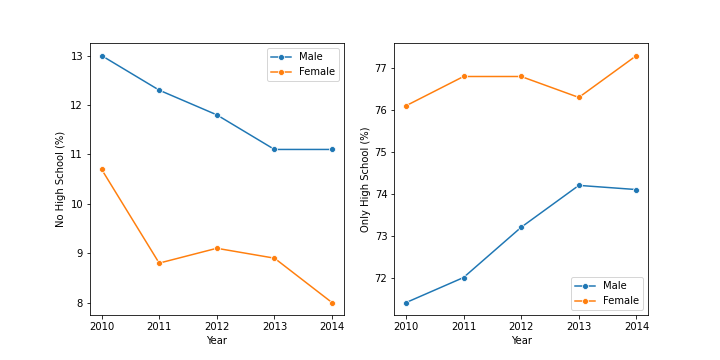 No High School (%)
13
12
11
10
9
8
Male
Female
2010 2011 2012 2013 2014
Year
Only High School (%)
77
76
75
74
73
72
Male
Female
2010 2011 2012 2013 2014
Year